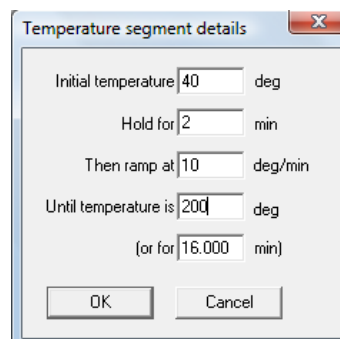 Temperature segment details
Initial temperature 40 deg
Hold for 2 min
Then ramp at 10 deg/min
Until temperature is 200 deg
(or for 16.000 min)
OK Cancel